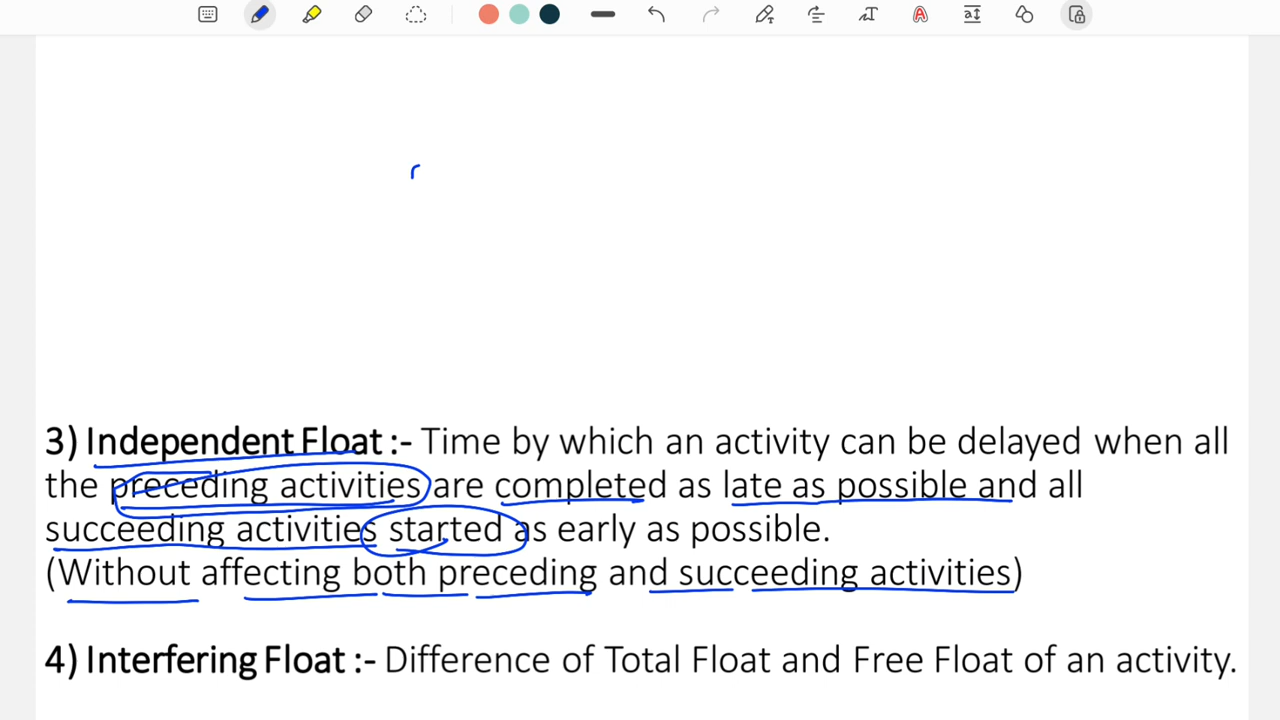 3) Independent Float :- Time by which an activity can be delayed when all
the preceding activities are completed as late as possible and all
succeeding activities started as early as possible.
(Without affecting both preceding and succeeding activities)
4) Interfering Float :- Difference of Total Float and Free Float of an activity.